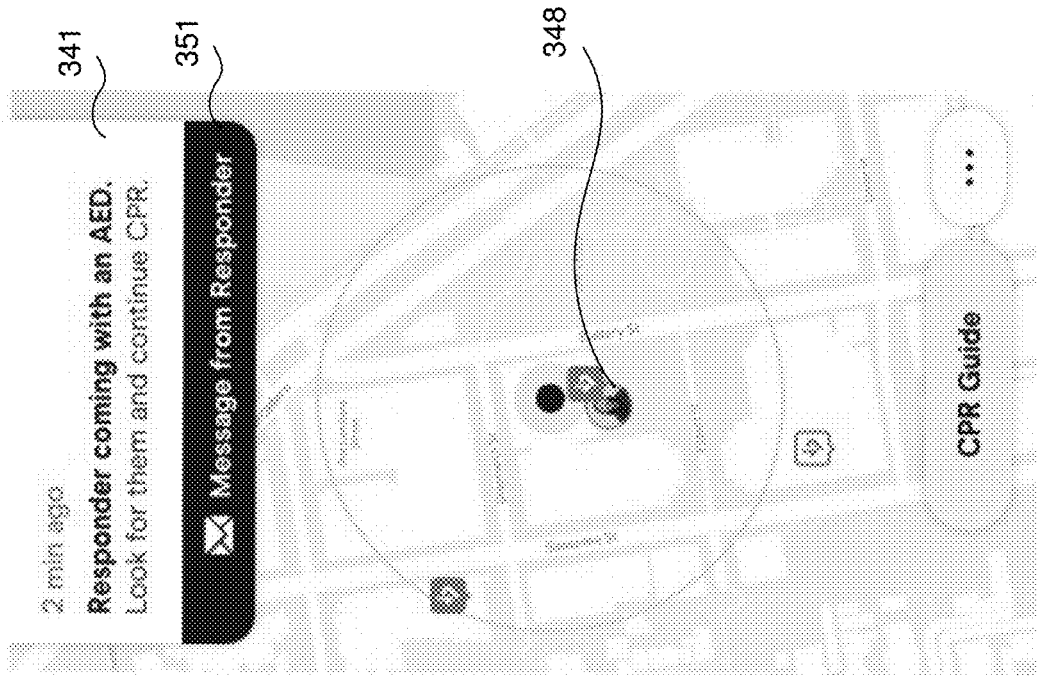 2 min ago
Responder coming with an AED.
Look for them and continue CPR.
Message from Responder
CPR Guide
...
341
351
348